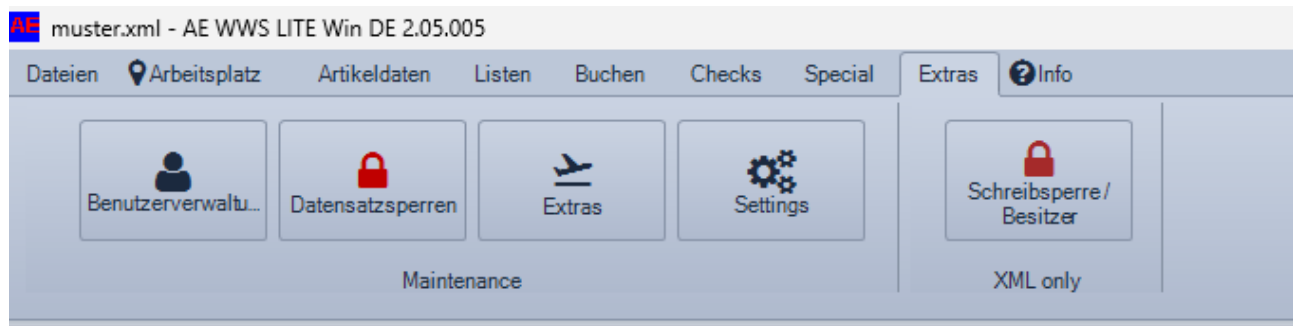 AE muster.xml - AE WWS LITE Win DE 2.05.005
Dateien Arbeitsplatz Artikeldaten Listen Buchen Checks Special Extras Info
Benutzerverwaltu... Datensatzsperren Extras Settings Schreibsperre/
Besitzer
Maintenance XML only